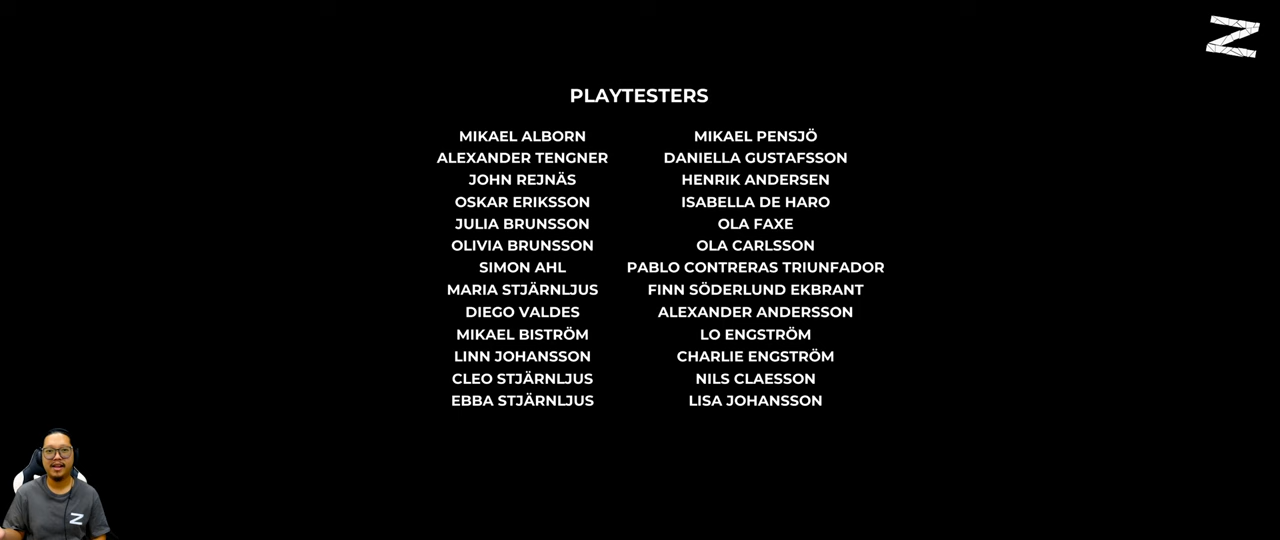 Z
PLAYTESTERS
MIKAEL ALBORN
ALEXANDER TENGNER
JOHN REJNÄS
OSKAR ERIKSSON
JULIA BRUNSSON
OLIVIA BRUNSSON
SIMON AHL
MARIA STJÄRNLJUS
DIEGO VALDES
MIKAEL BISTRÖM
LINN JOHANSSON
CLEO STJÄRNLJUS
EBBA STJÄRNLJUS
MIKAEL PENSJÖ
DANIELLA GUSTAFSSON
HENRIK ANDERSEN
ISABELLA DE HARO
OLA FAXE
OLA CARLSSON
PABLO CONTRERAS TRIUNFADOR
FINN SÖDERLUND EKBRANT
ALEXANDER ANDERSSON
LO ENGSTRÖM
CHARLIE ENGSTRÖM
NILS CLAESSON
LISA JOHANSSON
Z